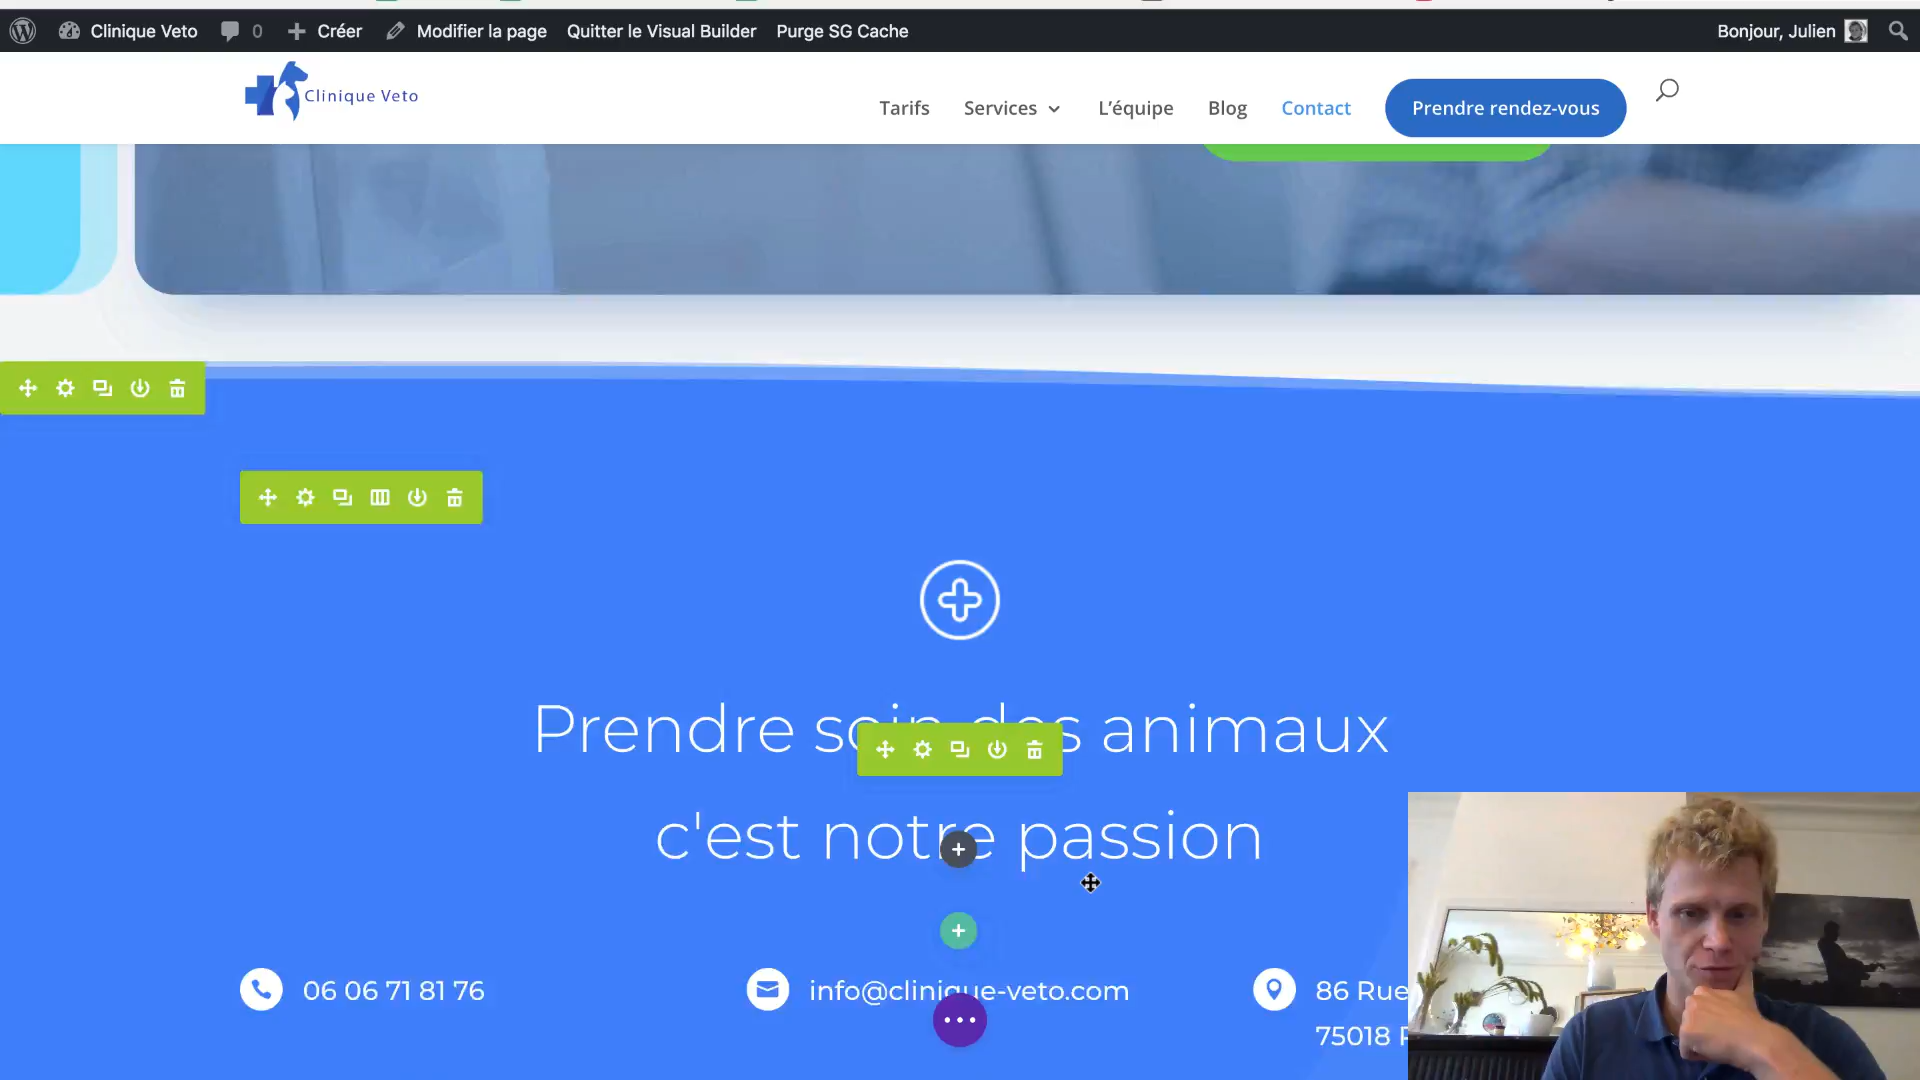 Clinique Veto 0 Créer Modifier la page Quitter le Visual Builder Purge SG Cache Bonjour, Julien
Clinique Veto
Tarifs Services L'équipe Blog Contact Prendre rendez-vous
Prendre soin des animaux
c'est notre passion
06 06 71 81 76 info@clinique-veto.com 86 Rue
75018